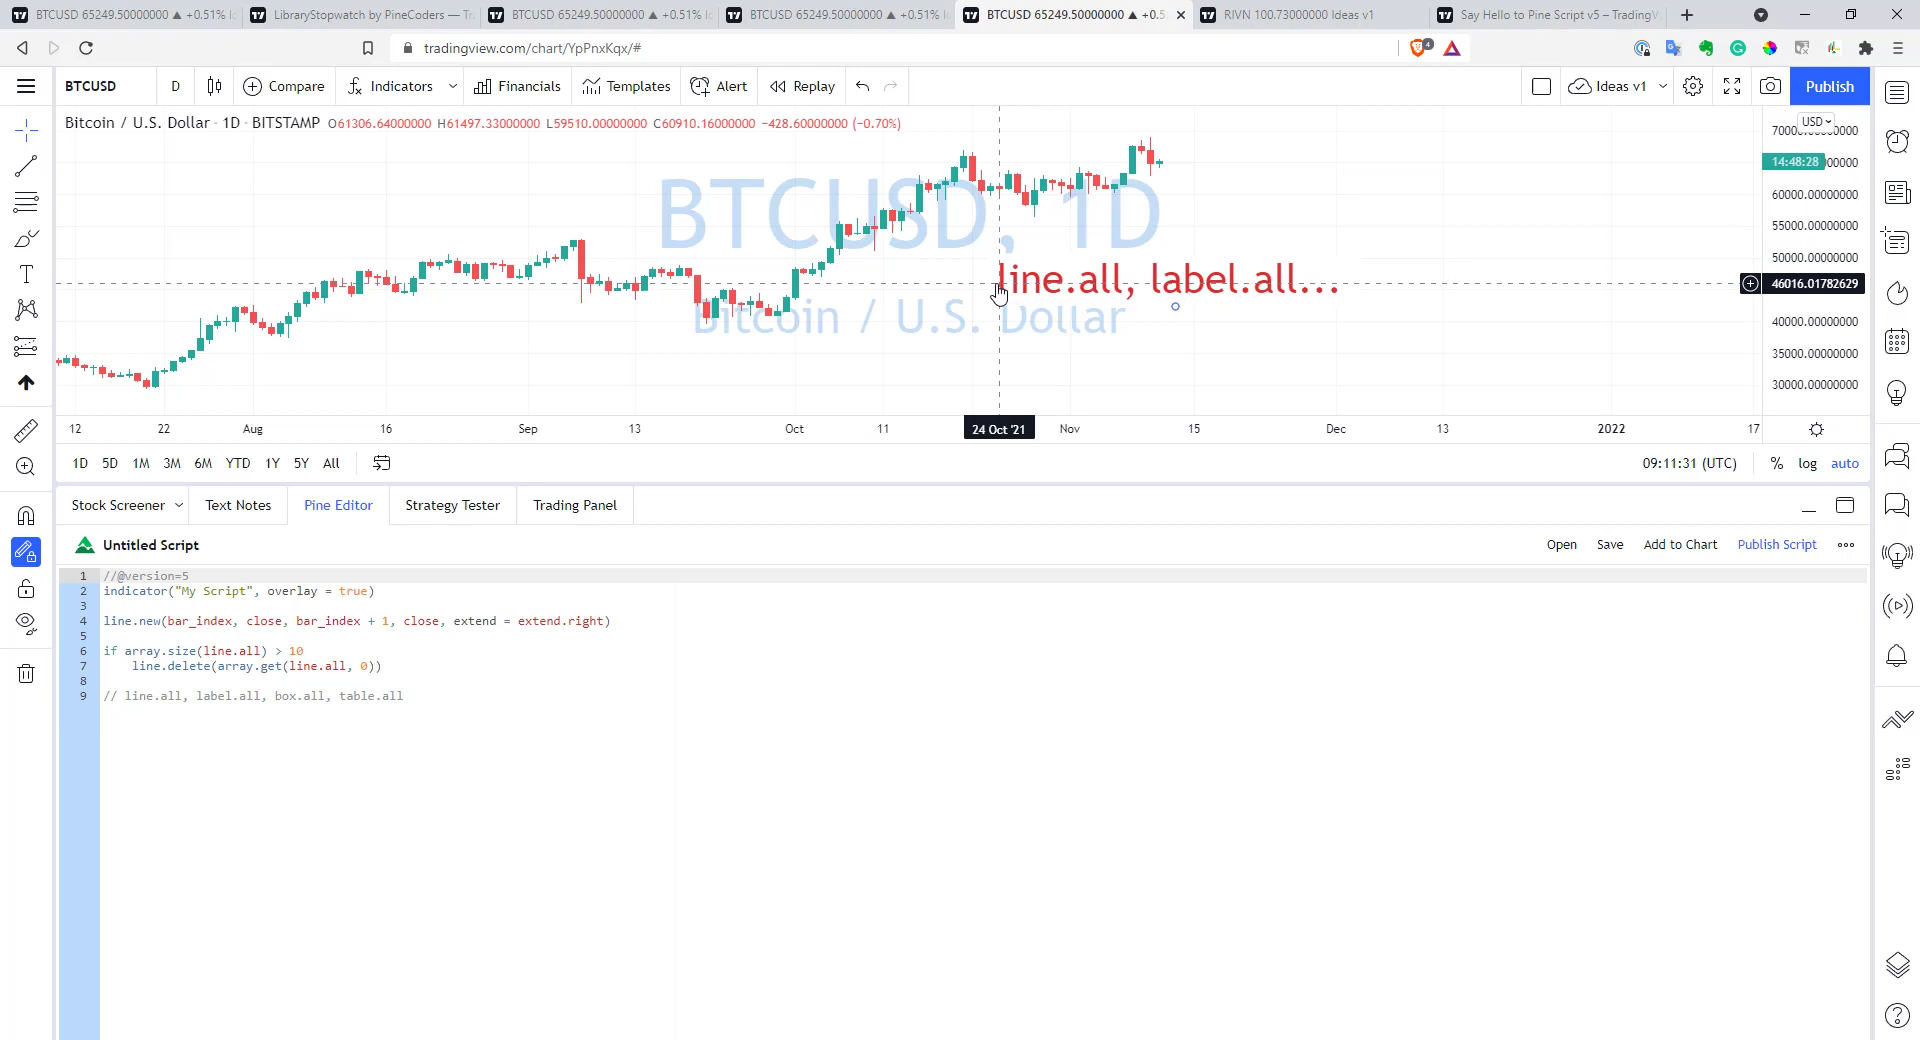 BTCUSD 65249.50000000 ▲ +0.51%
LibraryStopwatch by PineCoders — Tr
BTCUSD 65249.50000000 ▲ +0.51%
BTCUSD 65249.50000000 ▲ +0.51%
BTCUSD 65249.50000000 ▲ +0.5
RIVN 100.73000000 Ideas v1
Say Hello to Pine Script v5 – TradingV
tradingview.com/chart/YpPnxKqx/#
4
BTCUSD D Compare Indicators Financials Templates Alert Replay Ideas v1 Publish
Bitcoin / U.S. Dollar · 1D · BITSTAMP O61306.64000000 H61497.33000000 L59510.00000000 C60910.16000000 −428.60000000 (−0.70%)
USD
14:48:28
60000.00000000
55000.00000000
50000.00000000
46016.01782629
40000.00000000
35000.00000000
30000.00000000
BTCUSD, 1D
line.all, label.all...
Bitcoin / U.S. Dollar
12 22 Aug 16 Sep 13 Oct 11 24 Oct '21 Nov 15 Dec 13 2022 17
1D 5D 1M 3M 6M YTD 1Y 5Y All 09:11:31 (UTC) % log auto
Stock Screener Text Notes Pine Editor Strategy Tester Trading Panel
Untitled Script Open Save Add to Chart Publish Script
1 //@version=5
2 indicator("My Script", overlay = true)
3
4 line.new(bar_index, close, bar_index + 1, close, extend = extend.right)
5
6 if array.size(line.all) > 10
7 line.delete(array.get(line.all, 0))
8
9 // line.all, label.all, box.all, table.all